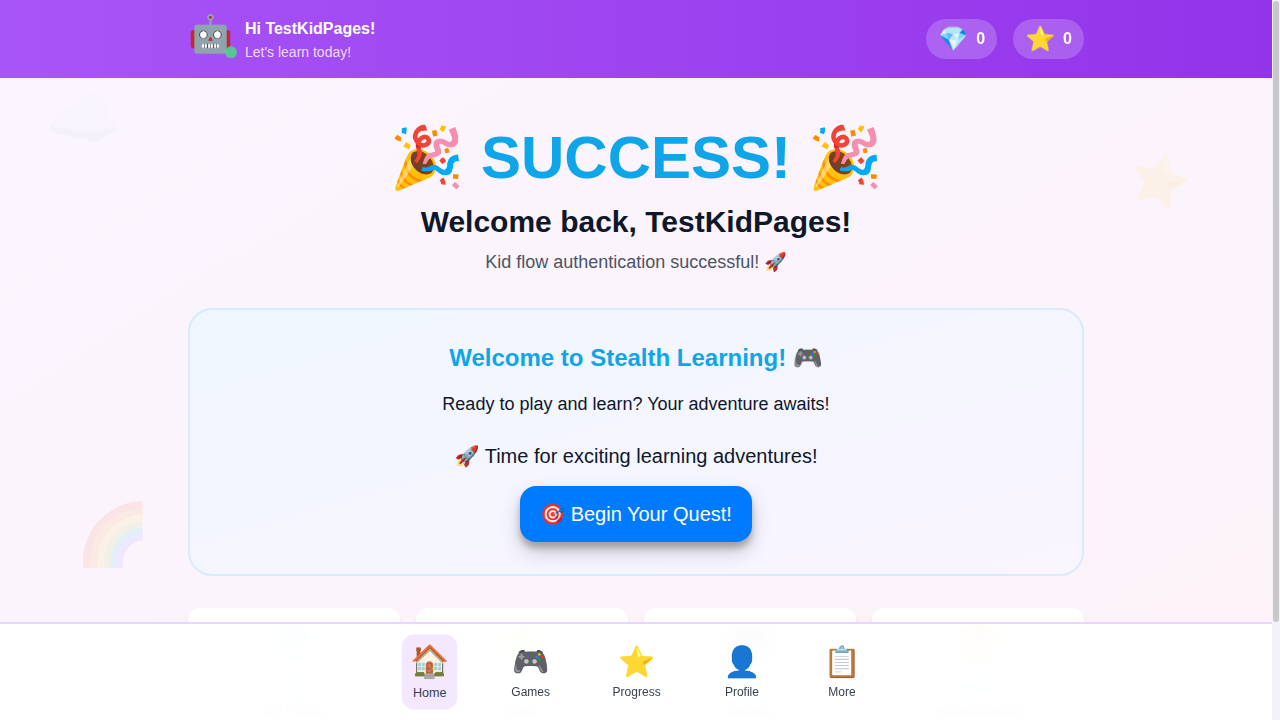 Hi TestKidPages!
Let's learn today!
0
0
SUCCESS!
Welcome back, TestKidPages!
Kid flow authentication successful!
Welcome to Stealth Learning!
Ready to play and learn? Your adventure awaits!
Time for exciting learning adventures!
Begin Your Quest!
Home
Games
Progress
Profile
More